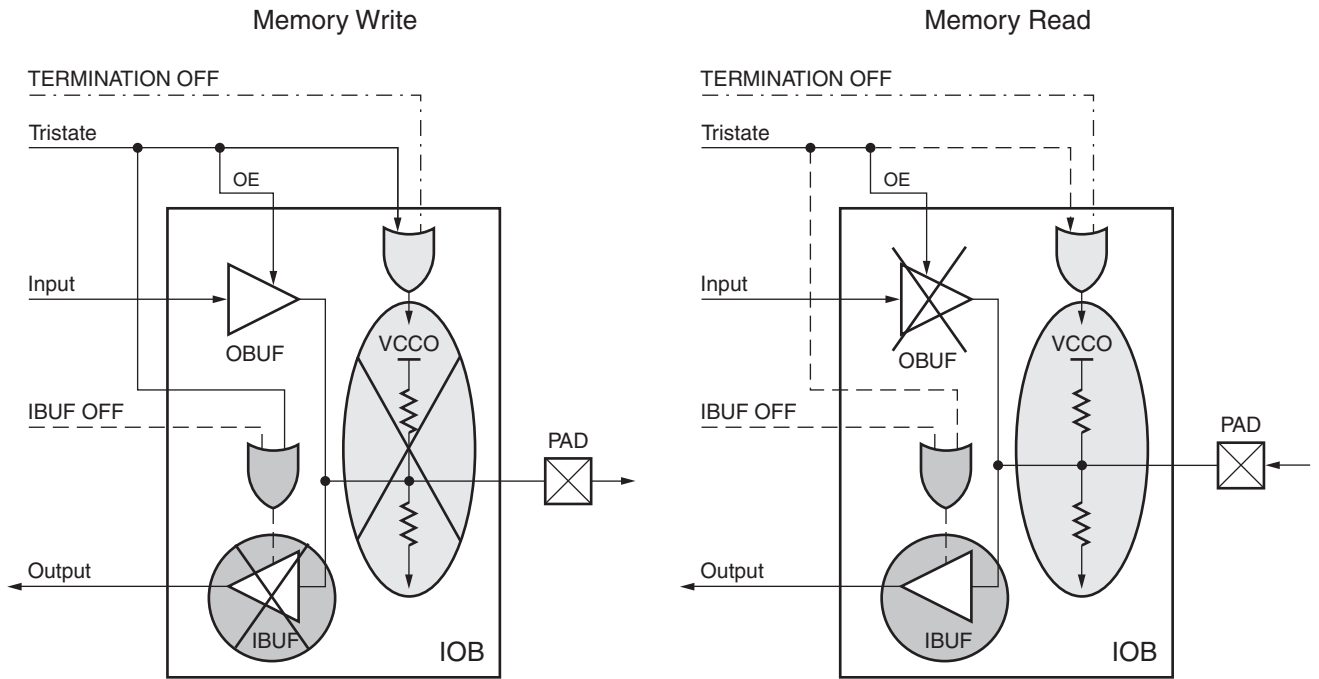 Memory Write
TERMINATION OFF
Tristate
OE
Input
OBUF
VCCO
IBUF OFF
PAD
Output
IBUF
IOB
Memory Read
TERMINATION OFF
Tristate
OE
Input
OBUF
VCCO
IBUF OFF
PAD
Output
IBUF
IOB